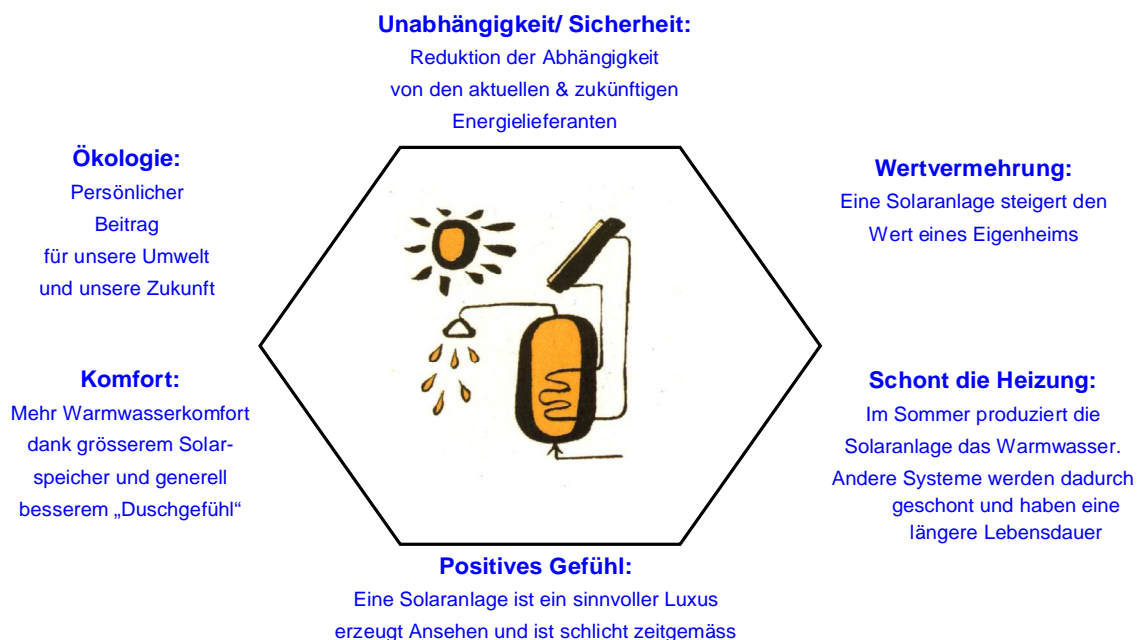 Unabhängigkeit/ Sicherheit:
Reduktion der Abhängigkeit
von den aktuellen & zukünftigen
Energielieferanten
Ökologie:
Persönlicher
Beitrag
für unsere Umwelt
und unsere Zukunft
Wertvermehrung:
Eine Solaranlage steigert den
Wert eines Eigenheims
Komfort:
Mehr Warmwasserkomfort
dank grösserem Solar-
speicher und generell
besserem „Duschgefühl“
Schont die Heizung:
Im Sommer produziert die
Solaranlage das Warmwasser.
Andere Systeme werden dadurch
geschont und haben eine
längere Lebensdauer
Positives Gefühl:
Eine Solaranlage ist ein sinnvoller Luxus
erzeugt Ansehen und ist schlicht zeitgemäss